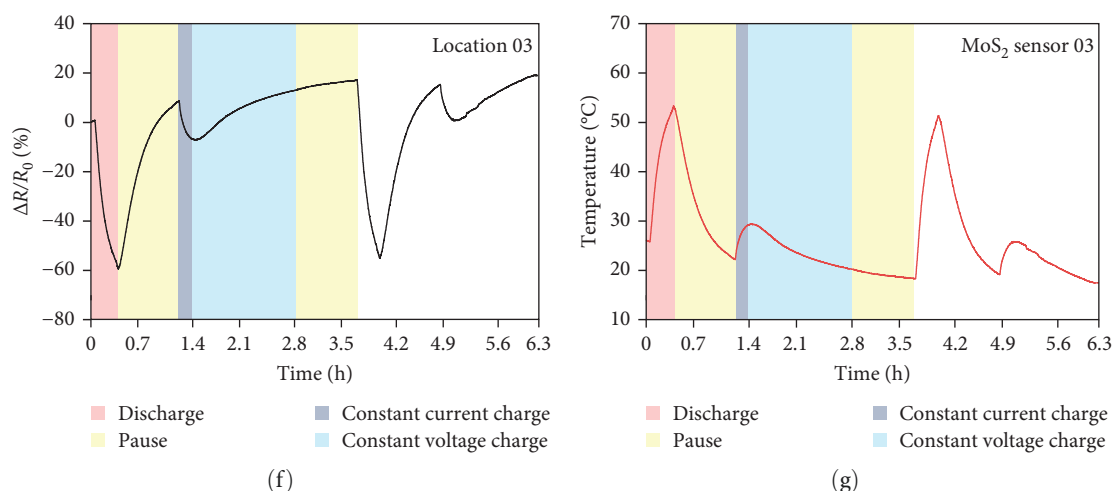 40
20
0
−20
−40
−60
−80
ΔR/R0 (%)
Location 03
0 0.7 1.4 2.1 2.8 3.5 4.2 4.9 5.6 6.3
Time (h)
Discharge
Pause
Constant current charge
Constant voltage charge
(f)
70
60
50
40
30
20
10
Temperature (°C)
MoS2 sensor 03
0 0.7 1.4 2.1 2.8 3.5 4.2 4.9 5.6 6.3
Time (h)
Discharge
Pause
Constant current charge
Constant voltage charge
(g)